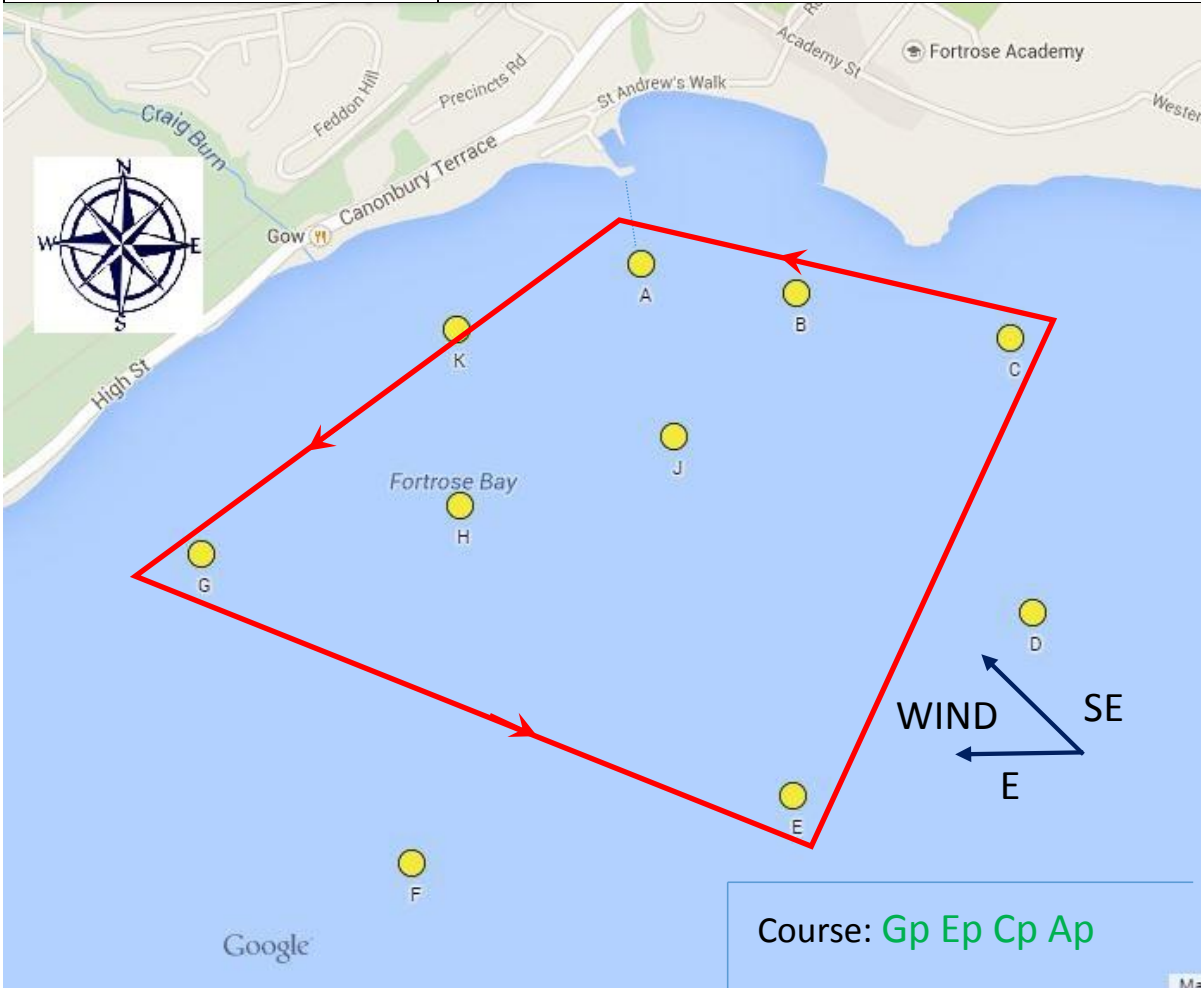 Academy St
Fortrose Academy
St Andrew's Walk
Precincts Rd
Feddon Hill
Craig Burn
Canonbury Terrace
Gow
High St
N
W
E
S
A
B
C
K
J
Fortrose Bay
H
G
D
WIND
SE
E
E
F
Google
Course: Gp Ep Cp Ap